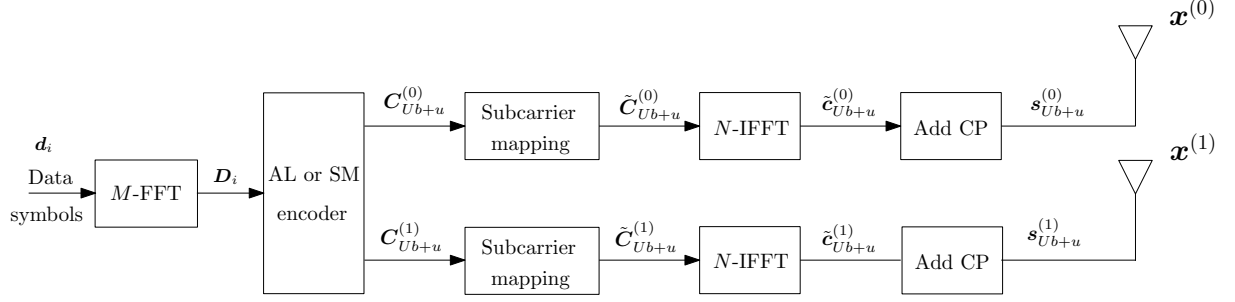 x^{(0)}
C^{(0)}_{Ub+u}
C̃^{(0)}_{Ub+u}
c̃^{(0)}_{Ub+u}
s^{(0)}_{Ub+u}
Subcarrier
mapping
N-IFFT
Add CP
d_i
Data
symbols
M-FFT
D_i
AL or SM
encoder
x^{(1)}
C^{(1)}_{Ub+u}
C̃^{(1)}_{Ub+u}
c̃^{(1)}_{Ub+u}
s^{(1)}_{Ub+u}
Subcarrier
mapping
N-IFFT
Add CP